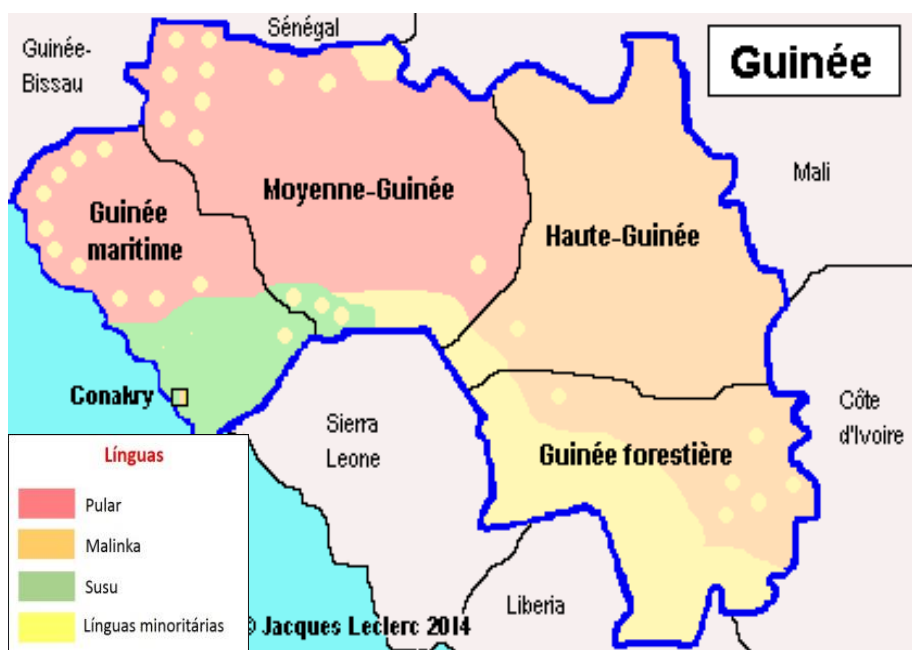 Guinée
Guinée-
Bissau
Sénégal
Mali
Moyenne-Guinée
Guinée
maritime
Haute-Guinée
Conakry
Sierra
Leone
Guinée forestière
Côte
d'Ivoire
Liberia
Línguas
Pular
Malinka
Susu
Línguas minoritárias
© Jacques Leclerc 2014